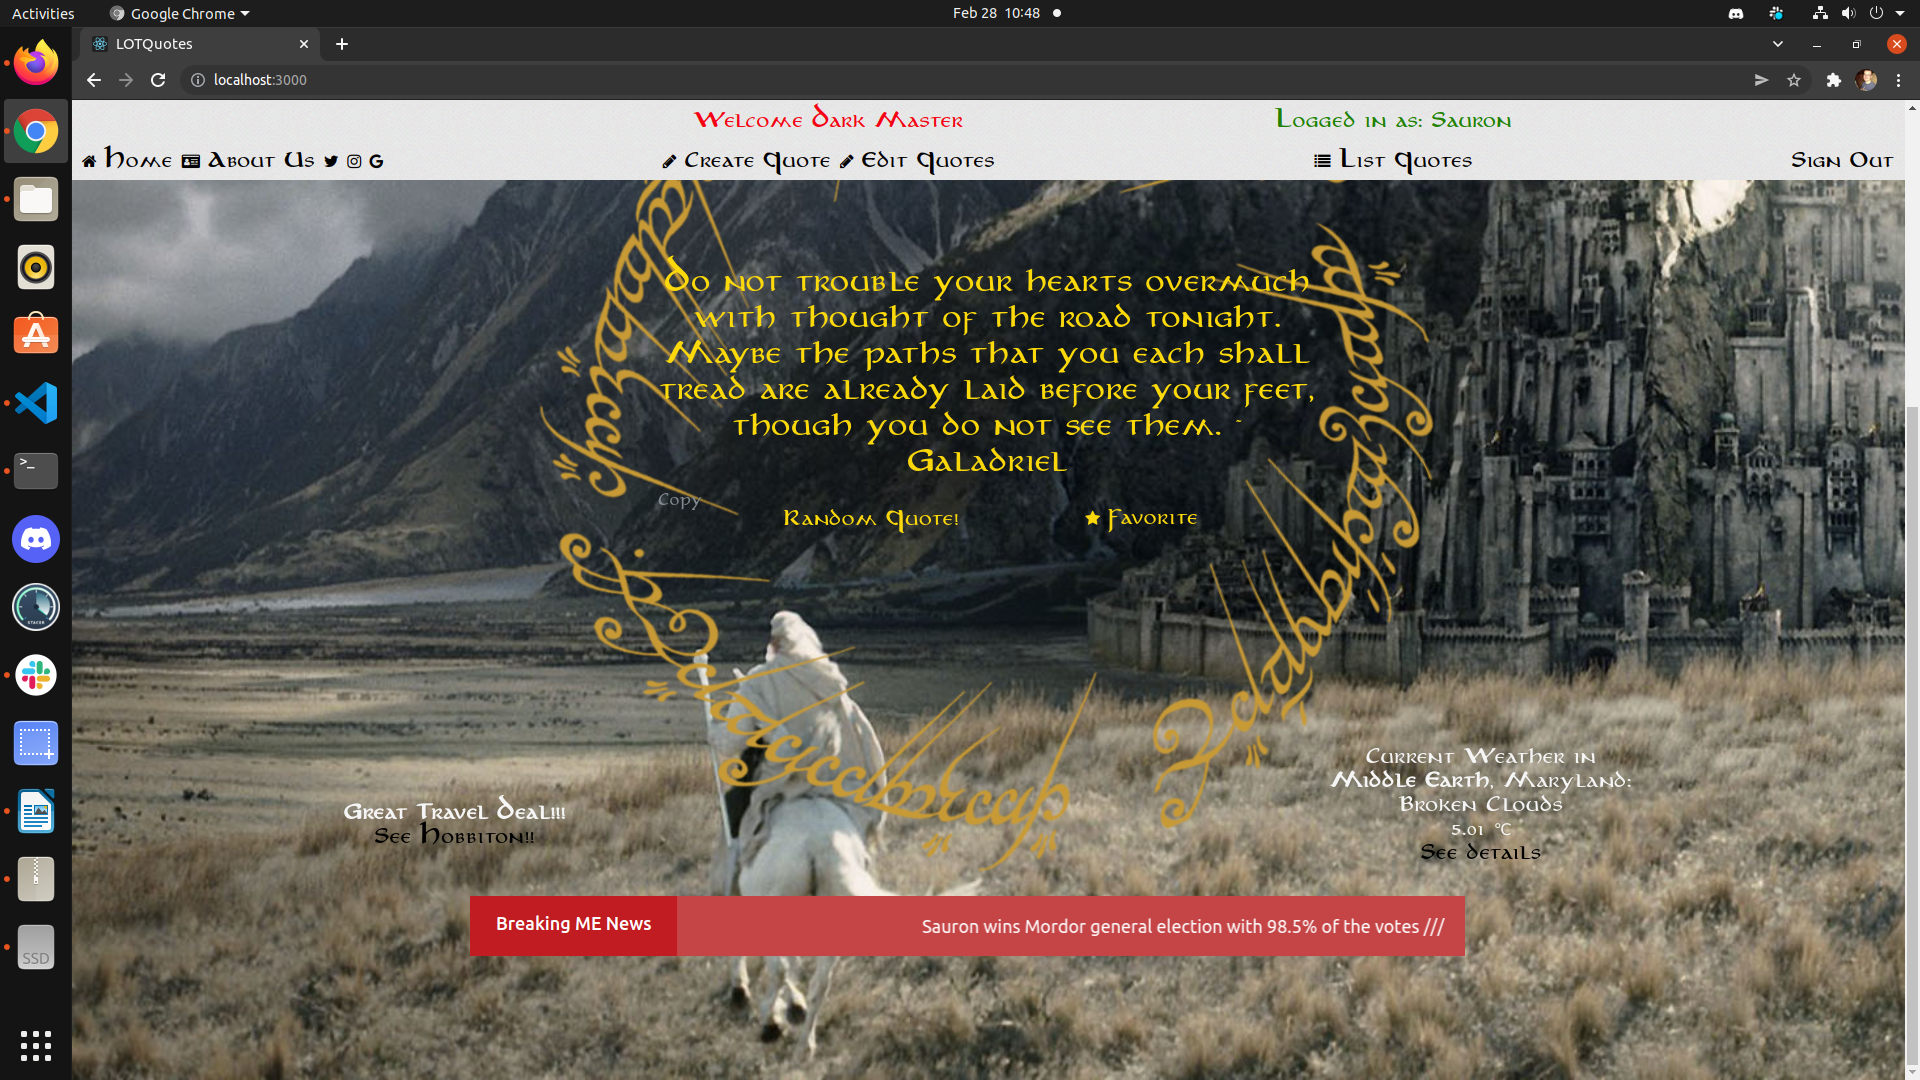 Activities
Google Chrome
Feb 28 10:48
LOTQuotes
localhost:3000
Welcome Dark Master
Logged in as: Sauron
Home About Us
Create Quote Edit Quotes
List Quotes
Sign Out
Do not trouble your hearts overmuch
with thought of the road tonight.
Maybe the paths that you each shall
tread are already laid before your feet,
though you do not see them. ~
Galadriel
Copy
Random Quote!
Favorite
Current Weather in
Middle Earth, Maryland:
Broken Clouds
5.01 °C
See details
Great Travel Deal!!!
See Hobbiton!!
Breaking ME News
Sauron wins Mordor general election with 98.5% of the votes ///
STACER
SSD